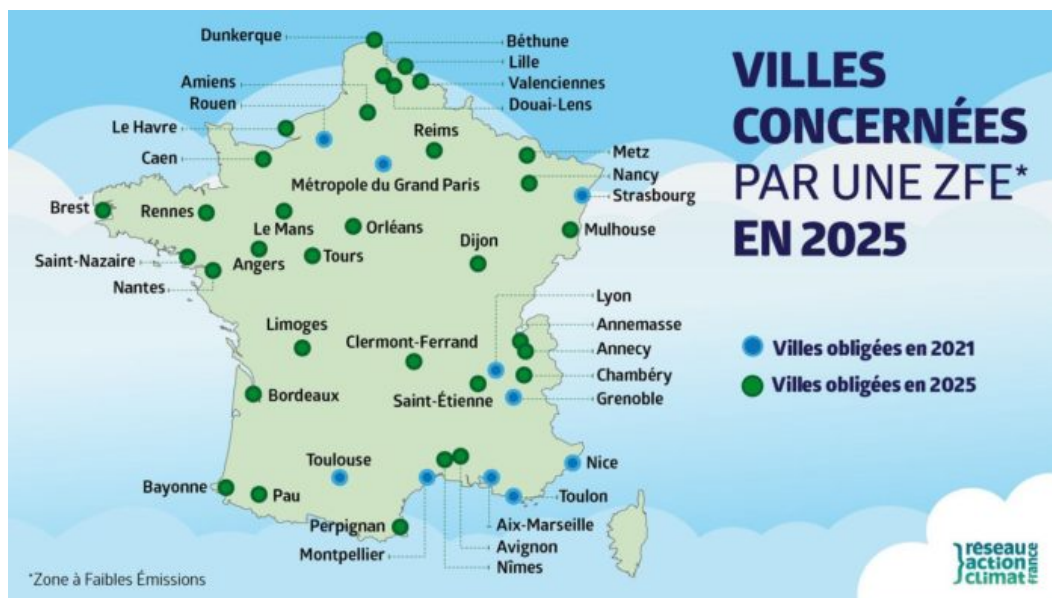 VILLES
CONCERNÉES
PAR UNE ZFE*
EN 2025
Villes obligées en 2021
Villes obligées en 2025
Dunkerque
Béthune
Lille
Valenciennes
Douai-Lens
Amiens
Rouen
Le Havre
Caen
Reims
Métropole du Grand Paris
Metz
Nancy
Strasbourg
Mulhouse
Brest
Rennes
Le Mans
Orléans
Saint-Nazaire
Angers
Tours
Dijon
Nantes
Lyon
Annemasse
Annecy
Chambéry
Grenoble
Limoges
Clermont-Ferrand
Saint-Étienne
Bordeaux
Toulouse
Nice
Toulon
Bayonne
Pau
Perpignan
Montpellier
Aix-Marseille
Avignon
Nîmes
*Zone à Faibles Émissions
réseau
action
climat
france